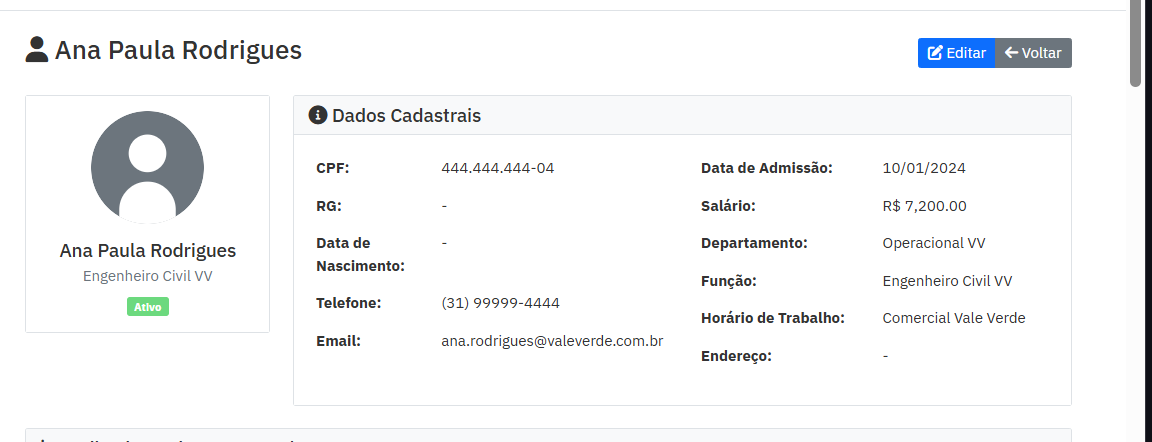 Ana Paula Rodrigues
Editar
Voltar
Ana Paula Rodrigues
Engenheiro Civil VV
Ativo
Dados Cadastrais
CPF: 444.444.444-04
RG: -
Data de
Nascimento: -
Telefone: (31) 99999-4444
Email: ana.rodrigues@valeverde.com.br
Data de Admissão: 10/01/2024
Salário: R$ 7,200.00
Departamento: Operacional VV
Função: Engenheiro Civil VV
Horário de Trabalho: Comercial Vale Verde
Endereço: -